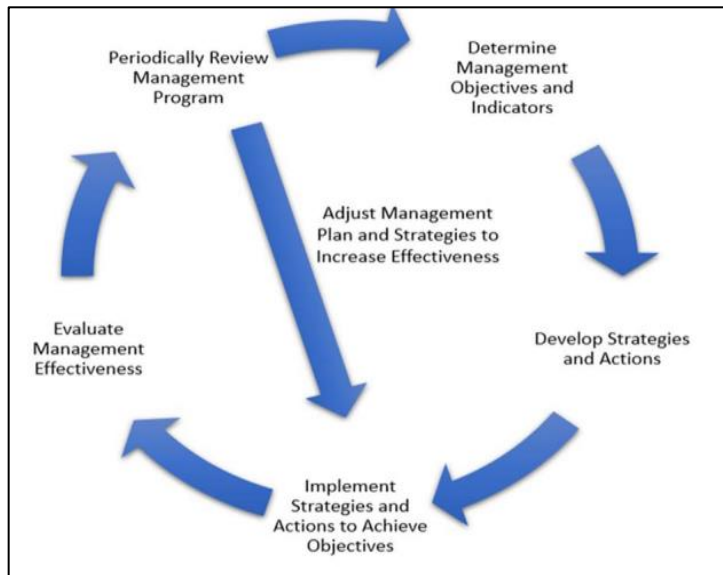 Periodically Review
Management
Program
Determine
Management
Objectives and
Indicators
Adjust Management
Plan and Strategies to
Increase Effectiveness
Develop Strategies
and Actions
Evaluate
Management
Effectiveness
Implement
Strategies and
Actions to Achieve
Objectives